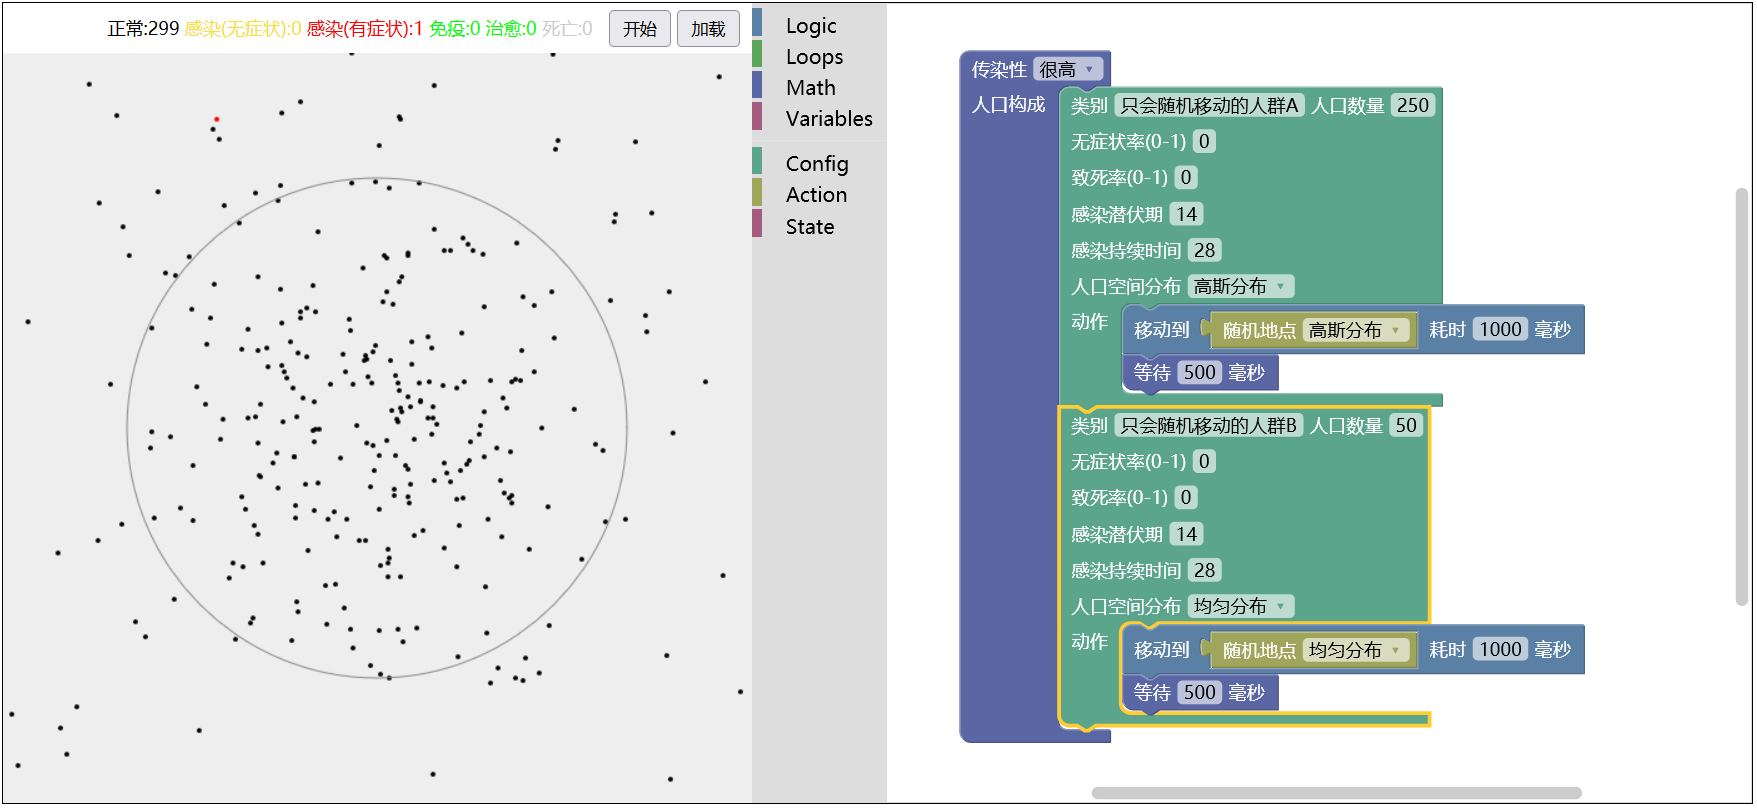 正常:299 感染(无症状):0 感染(有症状):1 免疫:0 治愈:0 死亡:0 开始 加载
Logic
Loops
Math
Variables
Config
Action
State
传染性 很高
人口构成
类别 只会随机移动的人群A 人口数量 250
无症状率(0-1) 0
致死率(0-1) 0
感染潜伏期 14
感染持续时间 28
人口空间分布 高斯分布
动作
移动到 随机地点 高斯分布 耗时 1000 毫秒
等待 500 毫秒
类别 只会随机移动的人群B 人口数量 50
无症状率(0-1) 0
致死率(0-1) 0
感染潜伏期 14
感染持续时间 28
人口空间分布 均匀分布
动作
移动到 随机地点 均匀分布 耗时 1000 毫秒
等待 500 毫秒